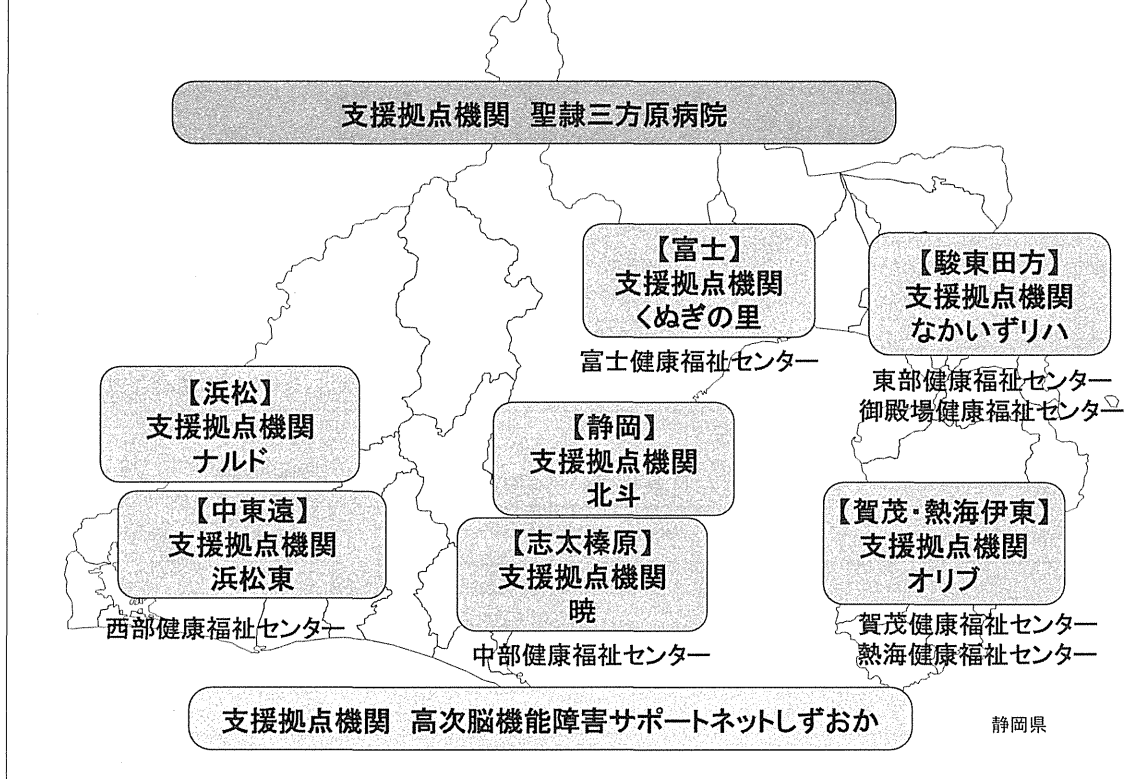 支援拠点機関 聖隷三方原病院
【富士】
支援拠点機関
くぬぎの里
富士健康福祉センター
【駿東田方】
支援拠点機関
なかいずリハ
東部健康福祉センター
御殿場健康福祉センター
【浜松】
支援拠点機関
ナルド
【中東遠】
支援拠点機関
浜松東
西部健康福祉センター
【静岡】
支援拠点機関
北斗
【志太榛原】
支援拠点機関
暁
中部健康福祉センター
【賀茂・熱海伊東】
支援拠点機関
オリブ
賀茂健康福祉センター
熱海健康福祉センター
支援拠点機関 高次脳機能障害サポートネットしずおか
静岡県